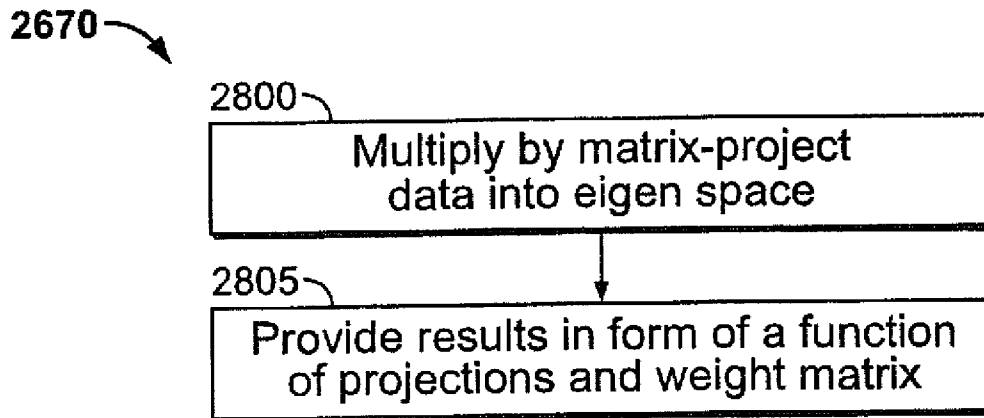 2670
2800
Multiply by matrix-project
data into eigen space
2805
Provide results in form of a function
of projections and weight matrix